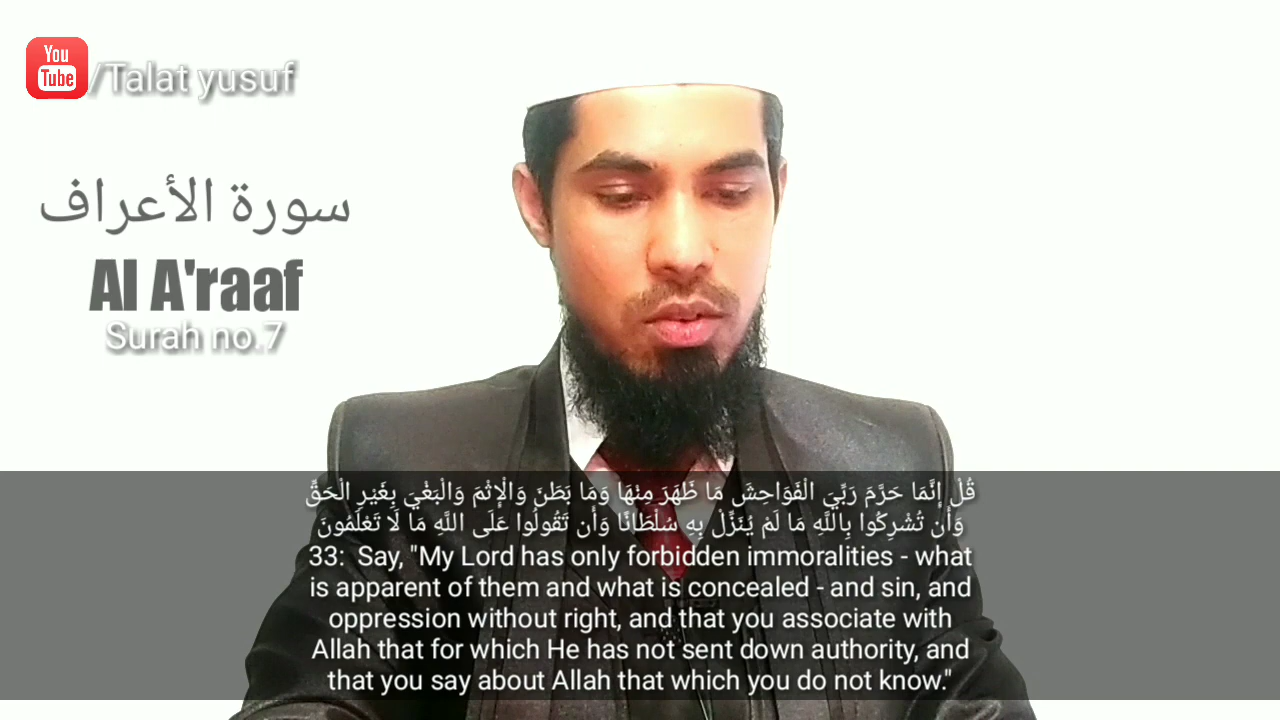 You
Tube
/Talat yusuf
سورة الأعراف
Al A'raaf
Surah no.7
قُلْ إِنَّمَا حَرَّمَ رَبِّيَ الْفَوَاحِشَ مَا ظَهَرَ مِنْهَا وَمَا بَطَنَ وَالْإِثْمَ وَالْبَغْيَ بِغَيْرِ الْحَقِّ
وَأَن تُشْرِكُوا بِاللَّهِ مَا لَمْ يُنَزِّلْ بِهِ سُلْطَانًا وَأَن تَقُولُوا عَلَى اللَّهِ مَا لَا تَعْلَمُونَ
33:  Say, "My Lord has only forbidden immoralities - what
is apparent of them and what is concealed - and sin, and
oppression without right, and that you associate with
Allah that for which He has not sent down authority, and
that you say about Allah that which you do not know."